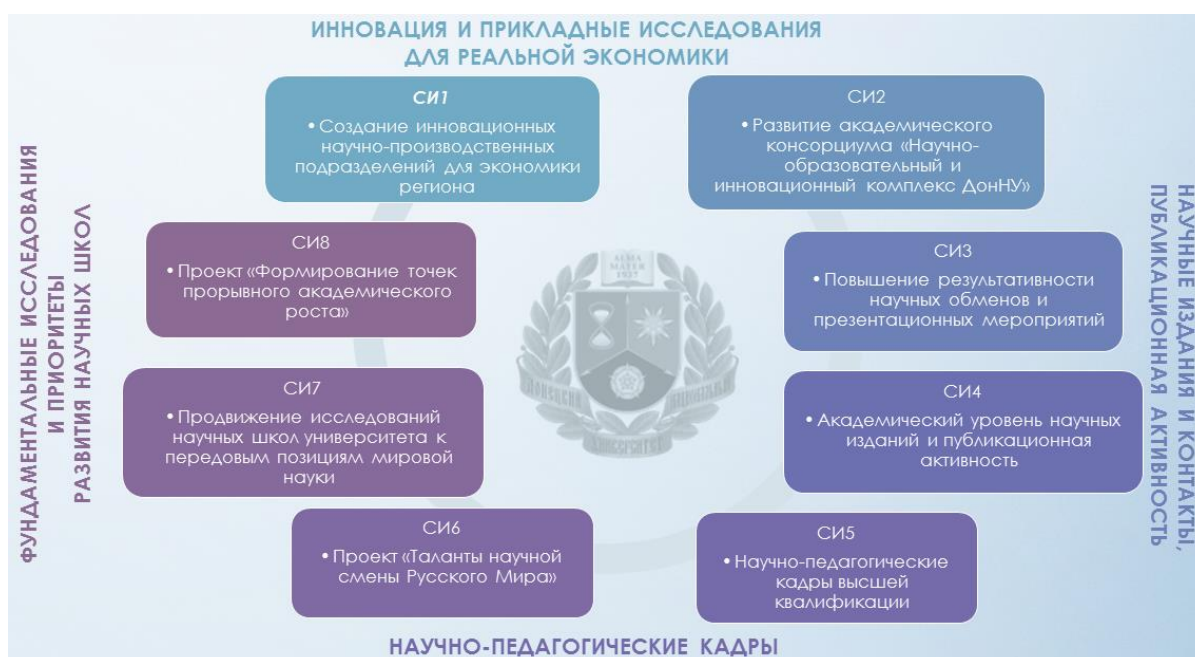 ИННОВАЦИЯ И ПРИКЛАДНЫЕ ИССЛЕДОВАНИЯ
ДЛЯ РЕАЛЬНОЙ ЭКОНОМИКИ
СИ1
• Создание инновационных
научно-производственных
подразделений для экономики
региона
СИ2
• Развитие академического
консорциума «Научно-
образовательный и
инновационный комплекс ДонНУ»
СИ3
• Повышение результативности
научных обменов и
презентационных мероприятий
СИ4
• Академический уровень научных
изданий и публикационная
активность
НАУЧНЫЕ ИЗДАНИЯ И КОНТАКТЫ,
ПУБЛИКАЦИОННАЯ АКТИВНОСТЬ
СИ5
• Научно-педагогические
кадры высшей
квалификации
СИ6
• Проект «Таланты научной
смены Русского Мира»
НАУЧНО-ПЕДАГОГИЧЕСКИЕ КАДРЫ
СИ7
• Продвижение исследований
научных школ университета к
передовым позициям мировой
науки
СИ8
• Проект «Формирование точек
прорывного академического
роста»
ФУНДАМЕНТАЛЬНЫЕ ИССЛЕДОВАНИЯ
И ПРИОРИТЕТЫ
РАЗВИТИЯ НАУЧНЫХ ШКОЛ
ALMA
MATER
1937